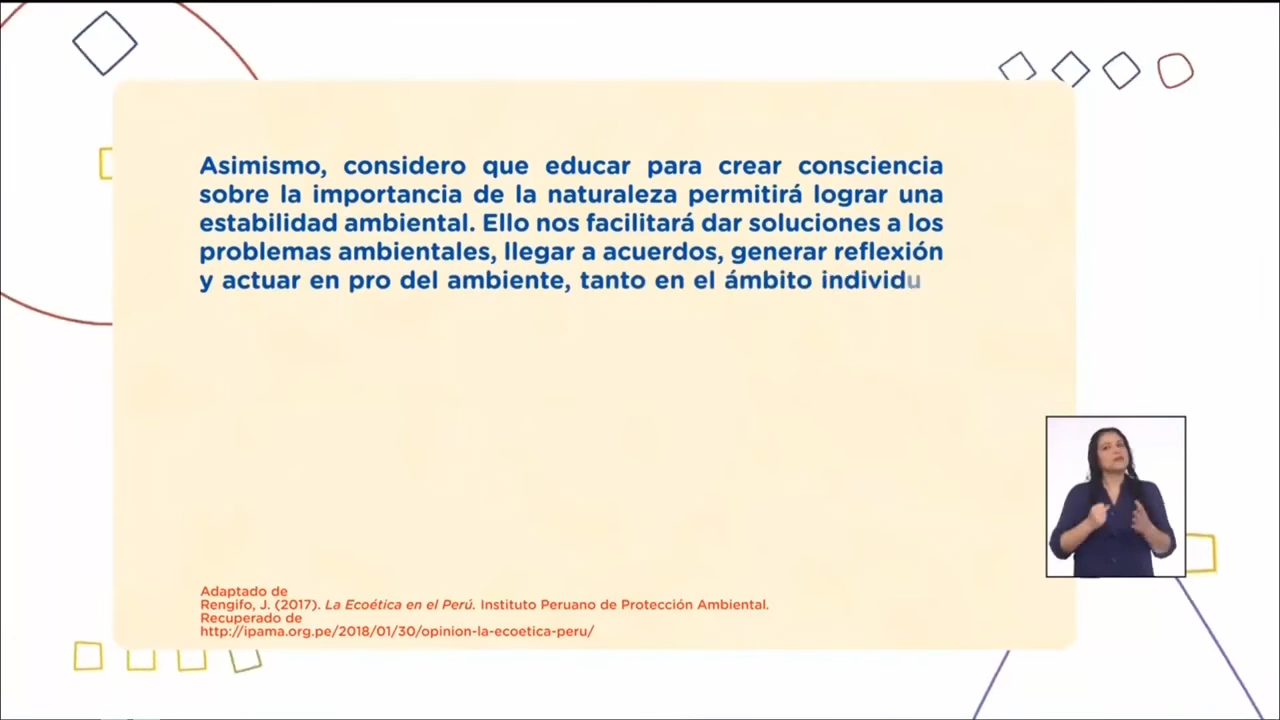 Asimismo, considero que educar para crear consciencia
sobre la importancia de la naturaleza permitirá lograr una
estabilidad ambiental. Ello nos facilitará dar soluciones a los
problemas ambientales, llegar a acuerdos, generar reflexión
y actuar en pro del ambiente, tanto en el ámbito individu
Adaptado de
Rengifo, J. (2017). La Ecoética en el Perú. Instituto Peruano de Protección Ambiental.
Recuperado de
http://ipama.org.pe/2018/01/30/opinion-la-ecoetica-peru/